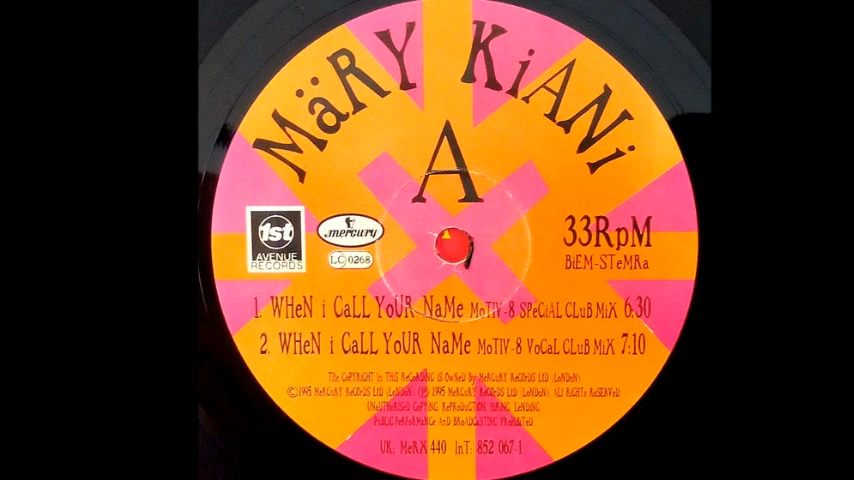 MäRY KiANi
A
1st
AVENUE
RECORDS
mercury
LC 0268
33RpM
BiEM-STeMRa
1. WHeN i CaLL YoUR NaMe MoTiV-8 SPeCiAL CLuB MiX 6:30
2. WHeN i CaLL YoUR NaMe MoTiV-8 VoCaL CLuB MiX 7:10
THe CoPYRiGHT iN THiS ReCoRDiNG iS OwNeD BY MeRCuRY ReCoRDS LTD (LoNDoN)
©1995 MeRCuRY ReCoRDS LTD (LoNDoN) ℗ 1995 MeRCuRY ReCoRDS LTD (LoNDoN) ALL RiGHTs ReSeRVeD
UNauTHoRiSeD CoPYiNG RePRoDuCTioN HiRiNG LeNDiNG
PuBLiC PeRFoRMaNCe AND BRoaDCaSTiNG PRoHiBiTeD.
UK: MeRX 440 InT: 852 067-1